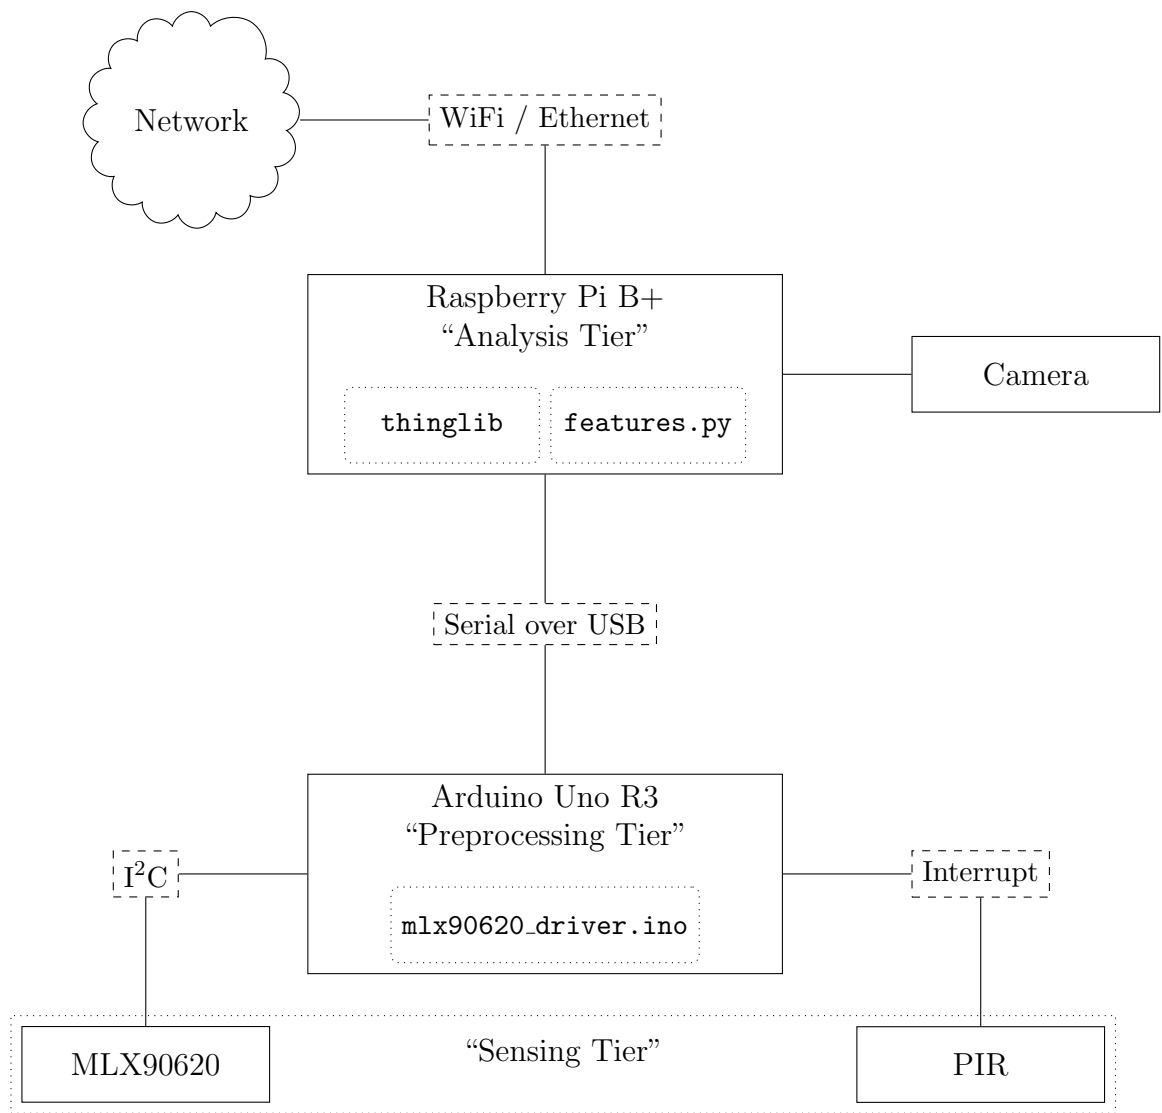 Network
WiFi / Ethernet
Raspberry Pi B+
“Analysis Tier”
Camera
thinglib
features.py
Serial over USB
Arduino Uno R3
“Preprocessing Tier”
I²C
Interrupt
mlx90620_driver.ino
“Sensing Tier”
MLX90620
PIR